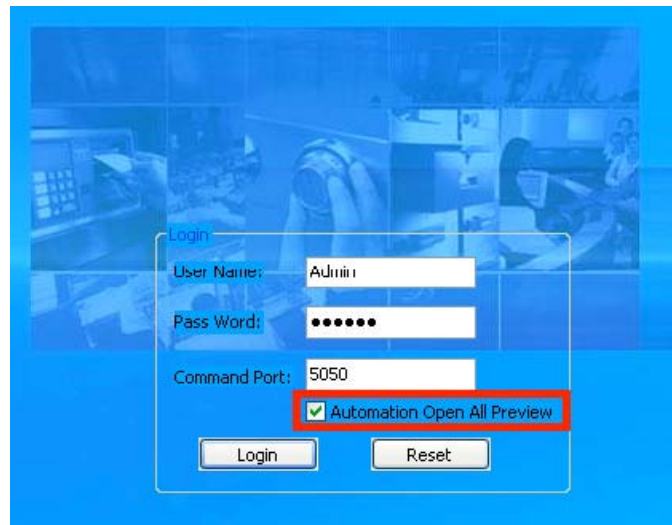 Login
User Name:
Admin
Pass Word:
Command Port:
5050
Automation Open All Preview
Login
Reset